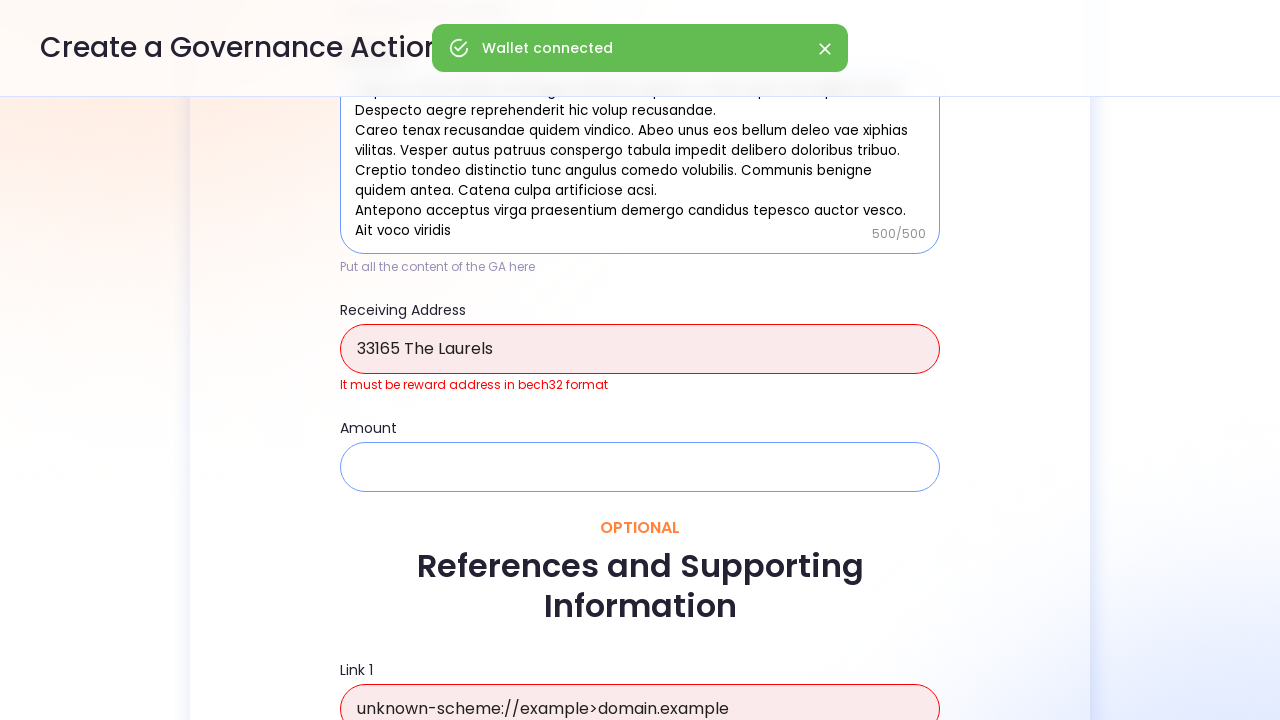 Create a Governance Action
Wallet connected
Despecto aegre reprehenderit hic volup recusandae.
Careo tenax recusandae quidem vindico. Abeo unus eos bellum deleo vae xiphias
vilitas. Vesper autus patruus conspergo tabula impedit delibero doloribus tribuo.
Creptio tondeo distinctio tunc angulus comedo volubilis. Communis benigne
quidem antea. Catena culpa artificiose acsi.
Antepono acceptus virga praesentium demergo candidus tepesco auctor vesco.
Ait voco viridis
500/500
Put all the content of the GA here
Receiving Address
33165 The Laurels
It must be reward address in bech32 format
Amount
OPTIONAL
References and Supporting
Information
Link 1
unknown-scheme://example>domain.example